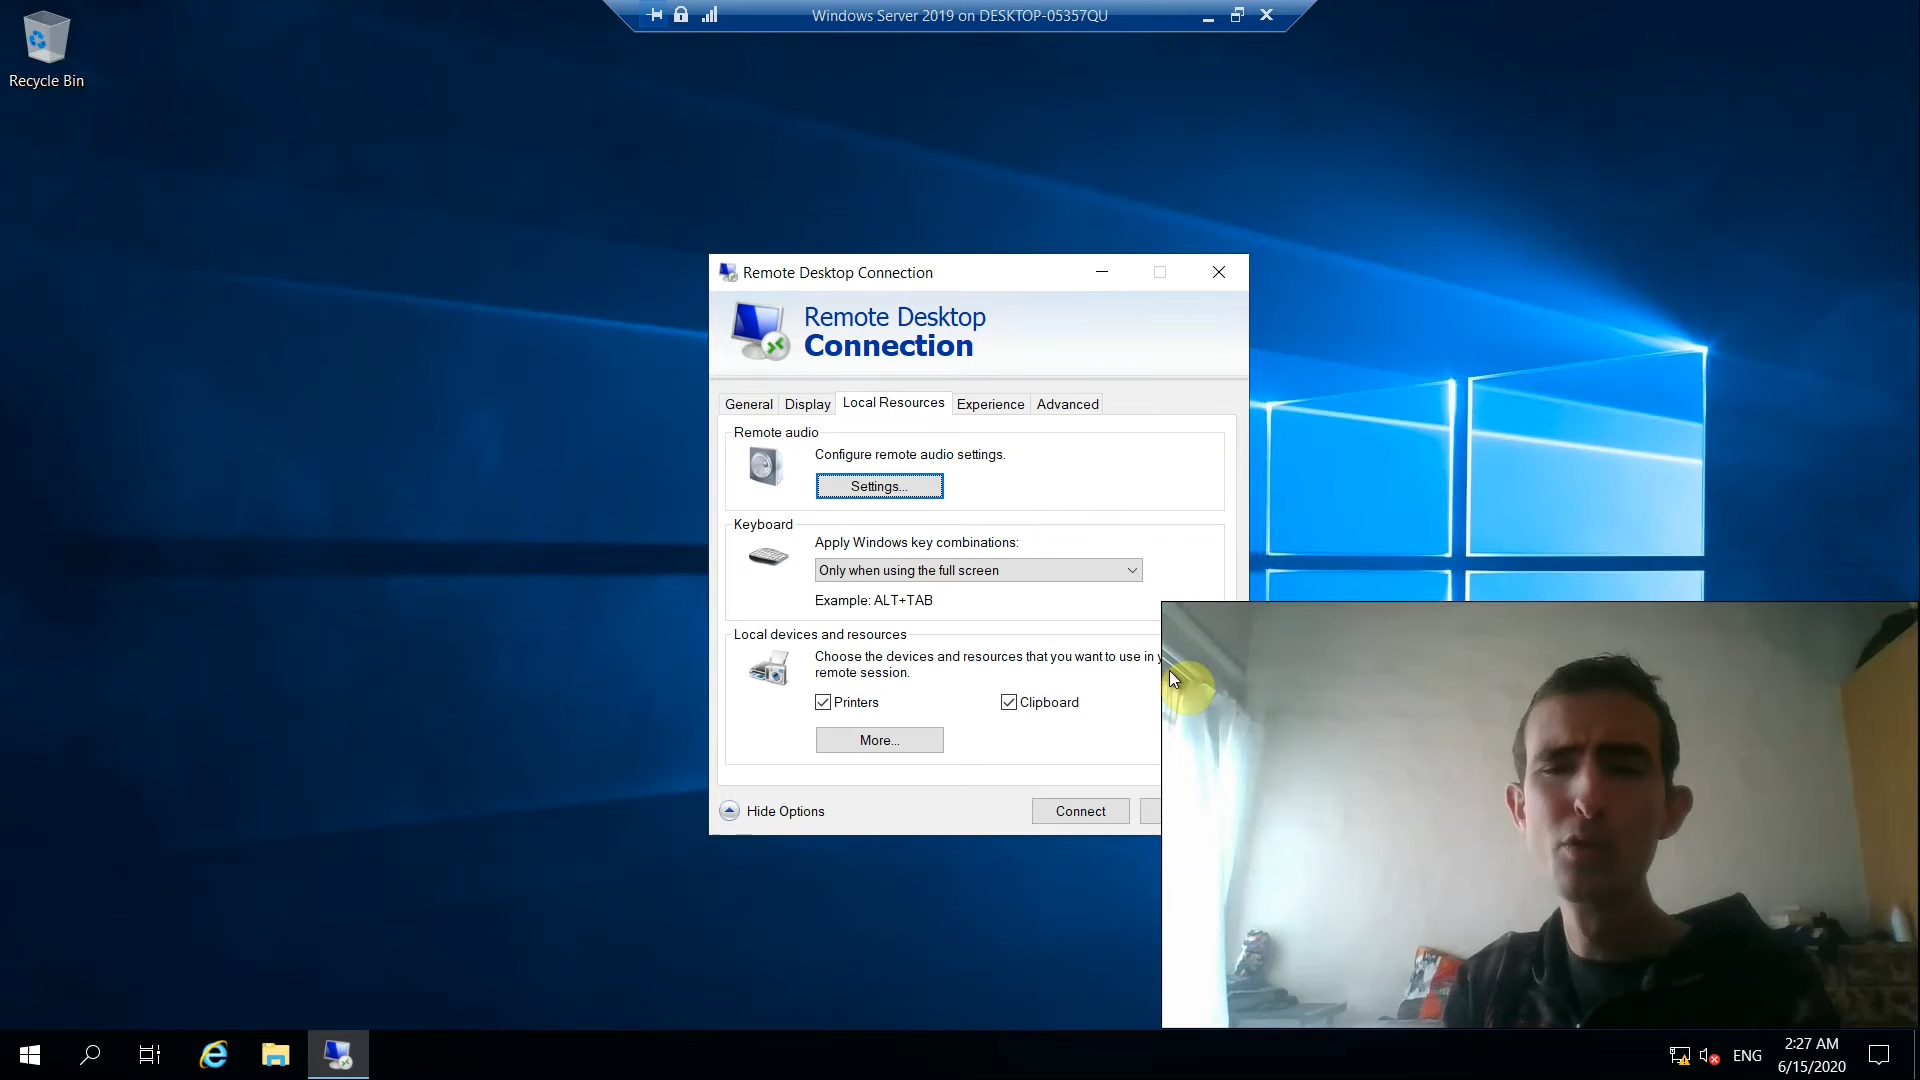 Windows Server 2019 on DESKTOP-05357QU
Recycle Bin
Remote Desktop Connection
Remote Desktop
Connection
General
Display
Local Resources
Experience
Advanced
Remote audio
Configure remote audio settings.
Settings...
Keyboard
Apply Windows key combinations:
Only when using the full screen
Example: ALT+TAB
Local devices and resources
Choose the devices and resources that you want to use in
remote session.
Printers
Clipboard
More...
Hide Options
Connect
ENG
2:27 AM
6/15/2020